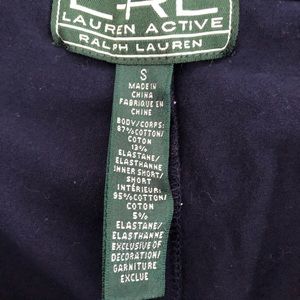 L-RL
LAUREN ACTIVE
RALPH LAUREN
S
MADE IN
CHINA
FABRIQUE EN
CHINE
BODY/CORPS:
87%COTTON/
COTON
13%
ELASTANE/
ELASTHANNE
INNER SHORT/
SHORT
INTÉRIEUR:
95%COTTON/
COTON
5%
ELASTANE/
ELASTHANNE
EXCLUSIVE OF
DECORATION/
GARNITURE
EXCLUE